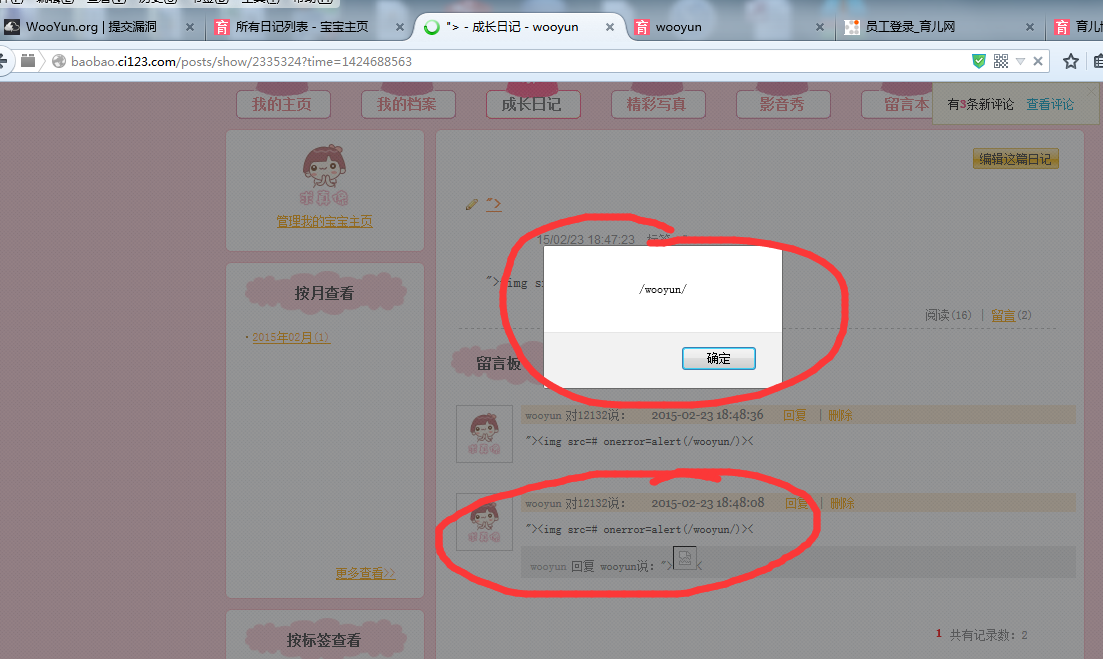 WooYun.org | 提交漏洞
所有日记列表 - 宝宝主页
"> - 成长日记 - wooyun
wooyun
员工登录_育儿网
baobao.ci123.com/posts/show/2335324?time=1424688563
我的主页
我的档案
成长日记
精彩写真
影音秀
留言本
有3条新评论 查看评论
管理我的宝宝主页
按月查看
·2015年02月(1)
更多查看>>
按标签查看
编辑这篇日记
">
15/02/23 18:47:23
/wooyun/
确定
阅读(16) | 留言(2)
留言板
wooyun 对12132说: 2015-02-23 18:48:36 回复 | 删除
"><img src=# onerror=alert(/wooyun/)><
wooyun 对12132说: 2015-02-23 18:48:08 回复 | 删除
"><img src=# onerror=alert(/wooyun/)><
wooyun 回复 wooyun说: "><
1 共有记录数: 2